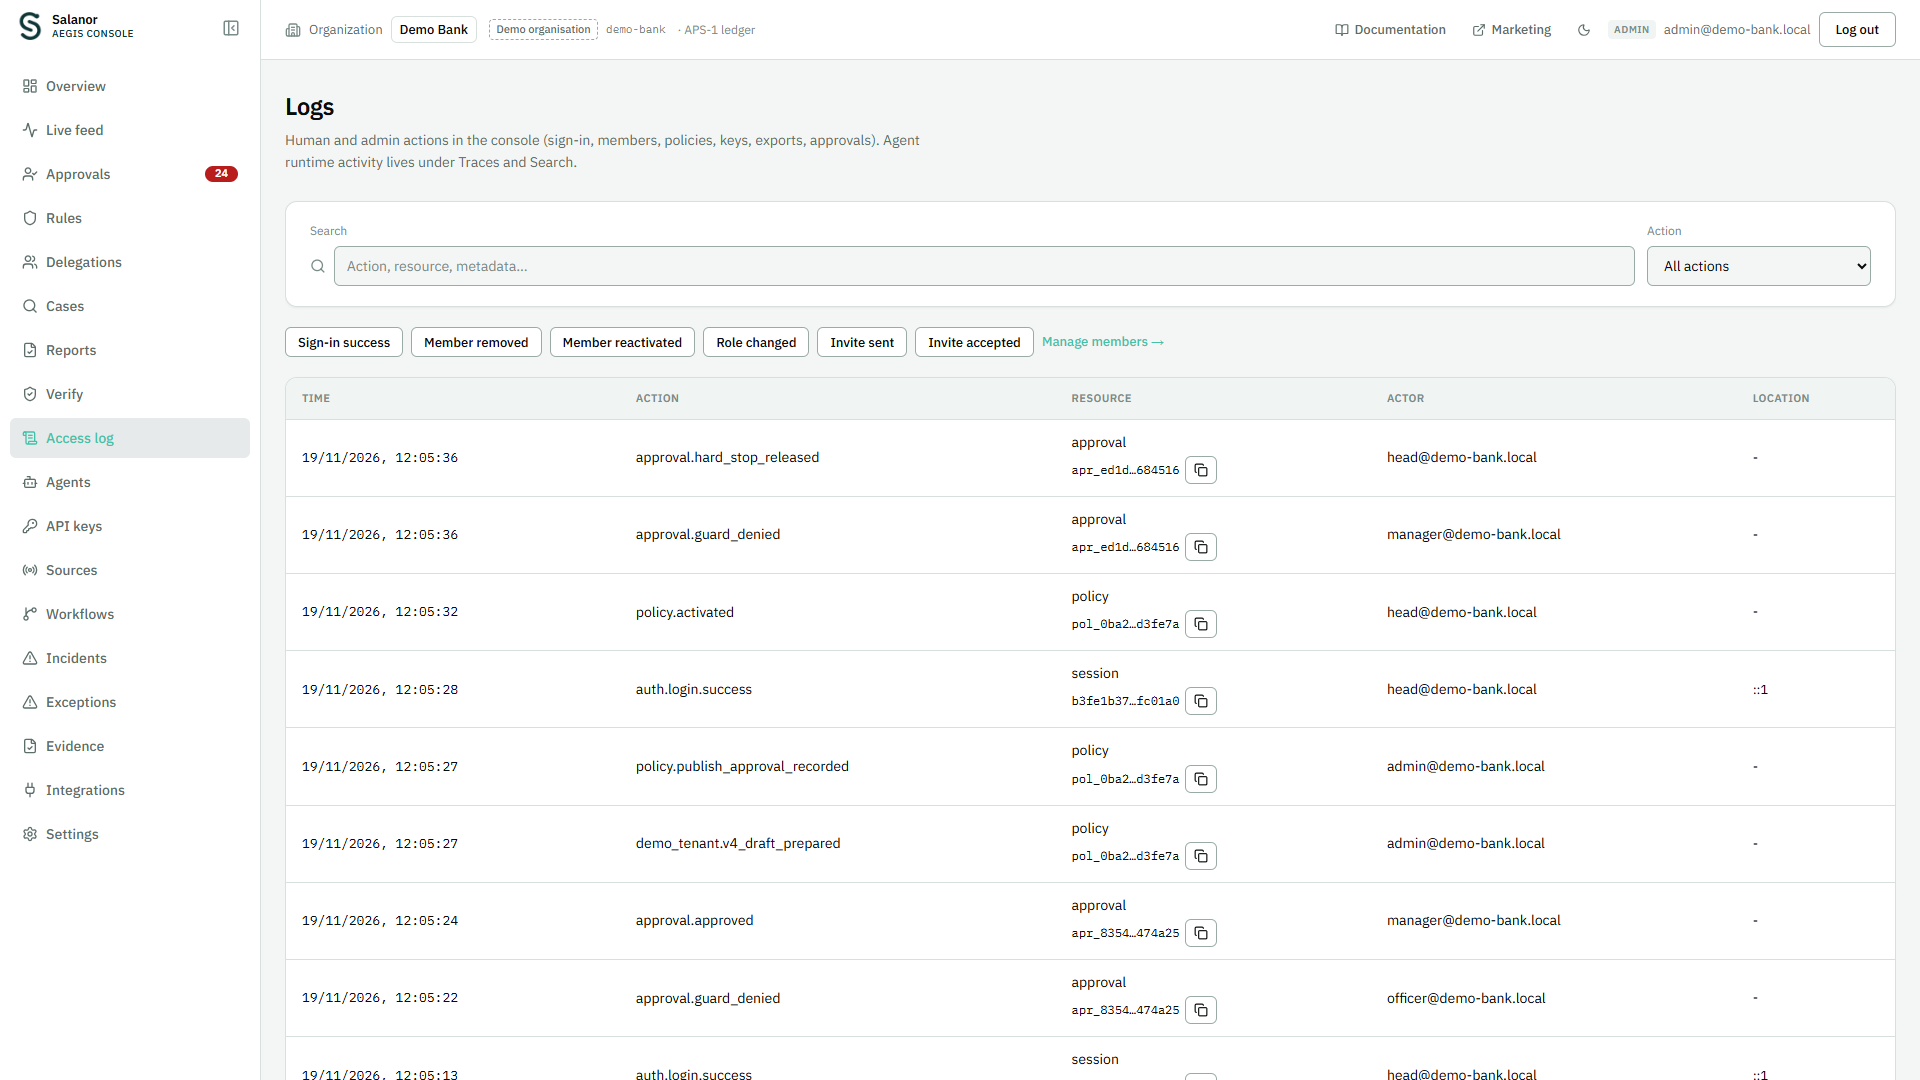 Salanor
AEGIS CONSOLE
Organization
Demo Bank
Demo organisation
demo-bank
· APS-1 ledger
Documentation
Marketing
ADMIN
admin@demo-bank.local
Log out
Overview
Live feed
Approvals
24
Rules
Delegations
Cases
Reports
Verify
Access log
Agents
API keys
Sources
Workflows
Incidents
Exceptions
Evidence
Integrations
Settings
Logs
Human and admin actions in the console (sign-in, members, policies, keys, exports, approvals). Agent
runtime activity lives under Traces and Search.
Search
Action, resource, metadata...
Action
All actions
Sign-in success
Member removed
Member reactivated
Role changed
Invite sent
Invite accepted
Manage members →
TIME ACTION RESOURCE ACTOR LOCATION
19/11/2026, 12:05:36 approval.hard_stop_released approval apr_ed1d…684516 head@demo-bank.local -
19/11/2026, 12:05:36 approval.guard_denied approval apr_ed1d…684516 manager@demo-bank.local -
19/11/2026, 12:05:32 policy.activated policy pol_0ba2…d3fe7a head@demo-bank.local -
19/11/2026, 12:05:28 auth.login.success session b3fe1b37…fc01a0 head@demo-bank.local ::1
19/11/2026, 12:05:27 policy.publish_approval_recorded policy pol_0ba2…d3fe7a admin@demo-bank.local -
19/11/2026, 12:05:27 demo_tenant.v4_draft_prepared policy pol_0ba2…d3fe7a admin@demo-bank.local -
19/11/2026, 12:05:24 approval.approved approval apr_8354…474a25 manager@demo-bank.local -
19/11/2026, 12:05:22 approval.guard_denied approval apr_8354…474a25 officer@demo-bank.local -
19/11/2026, 12:05:13 auth.login.success session head@demo-bank.local ::1